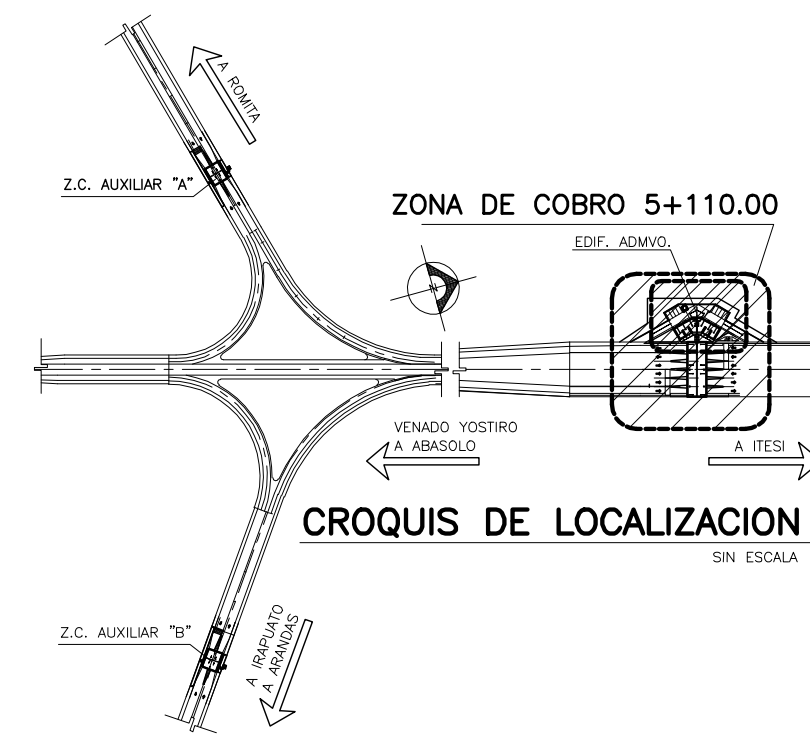 A ROMITA
Z.C. AUXILIAR "A"
ZONA DE COBRO 5+110.00
EDIF. ADMVO.
N
VENADO YOSTIRO
A ABASOLO
A ITESI
CROQUIS DE LOCALIZACION
SIN ESCALA
Z.C. AUXILIAR "B"
A IRAPUATO
A ARANDAS